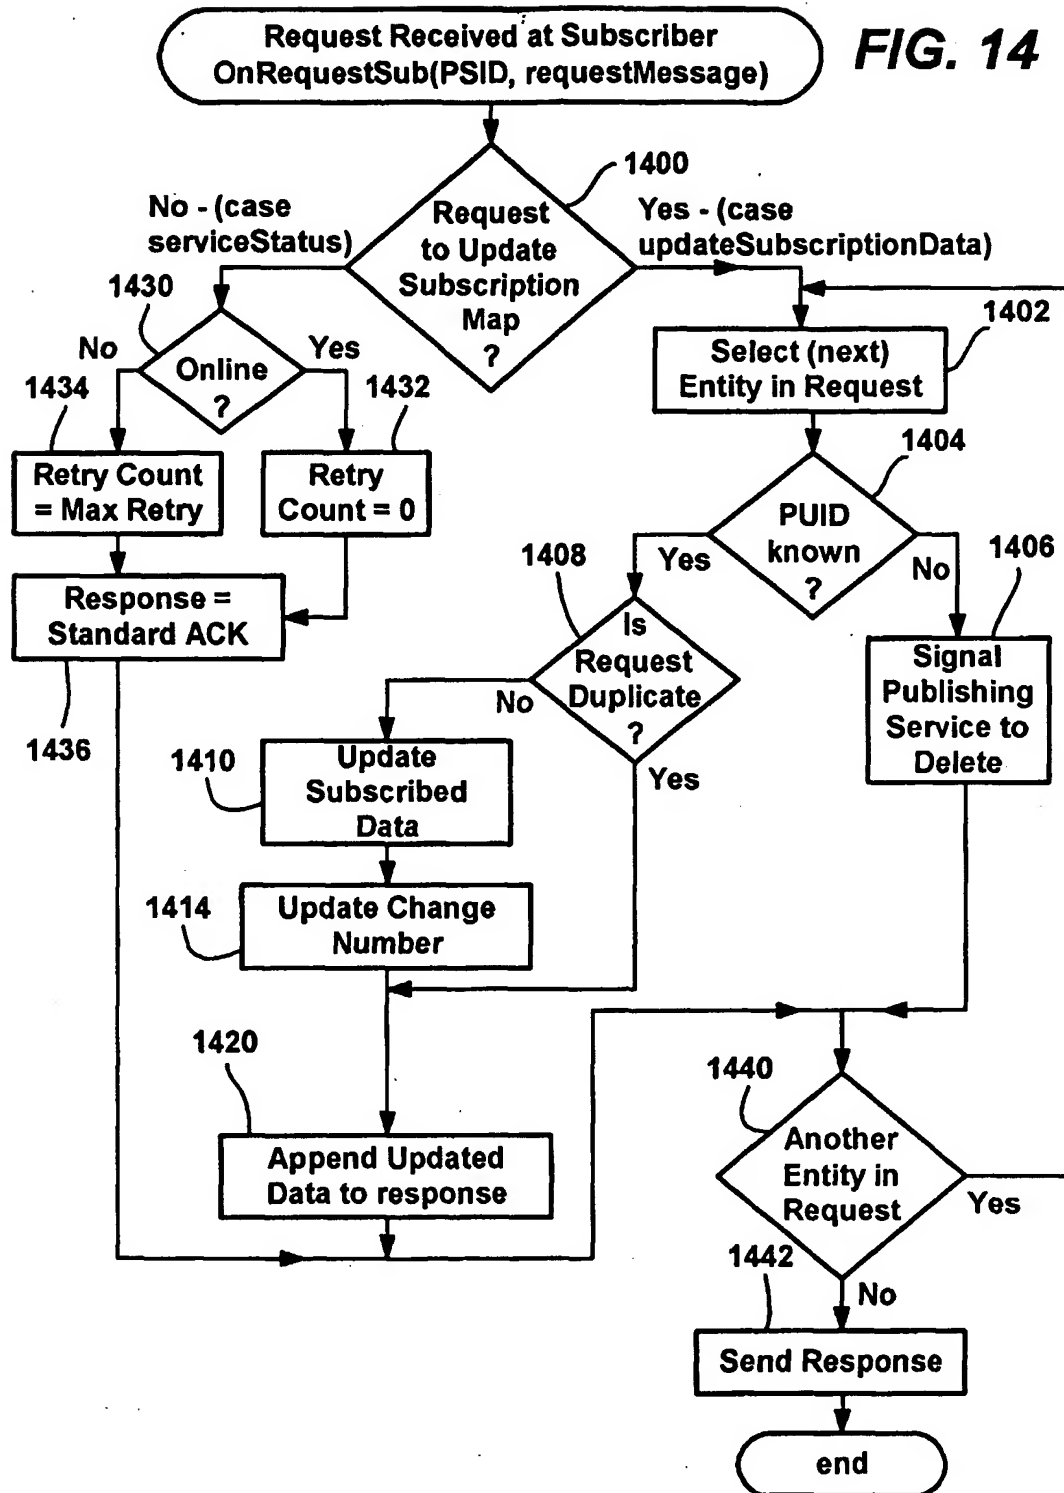 Request Received at Subscriber
OnRequestSub(PSID, requestMessage)
FIG. 14
1400
Request
to Update
Subscription
Map
?
No - (case
serviceStatus)
Yes - (case
updateSubscriptionData)
1430
Online
?
No
Yes
1434
1432
Retry Count
= Max Retry
Retry
Count = 0
Response =
Standard ACK
1436
1402
Select (next)
Entity in Request
1404
PUID
known
?
Yes
No
1408
1406
Is
Request
Duplicate
?
No
Yes
Signal
Publishing
Service to
Delete
1410
Update
Subscribed
Data
1414
Update Change
Number
1420
Append Updated
Data to response
1440
Another
Entity in
Request
Yes
No
1442
Send Response
end